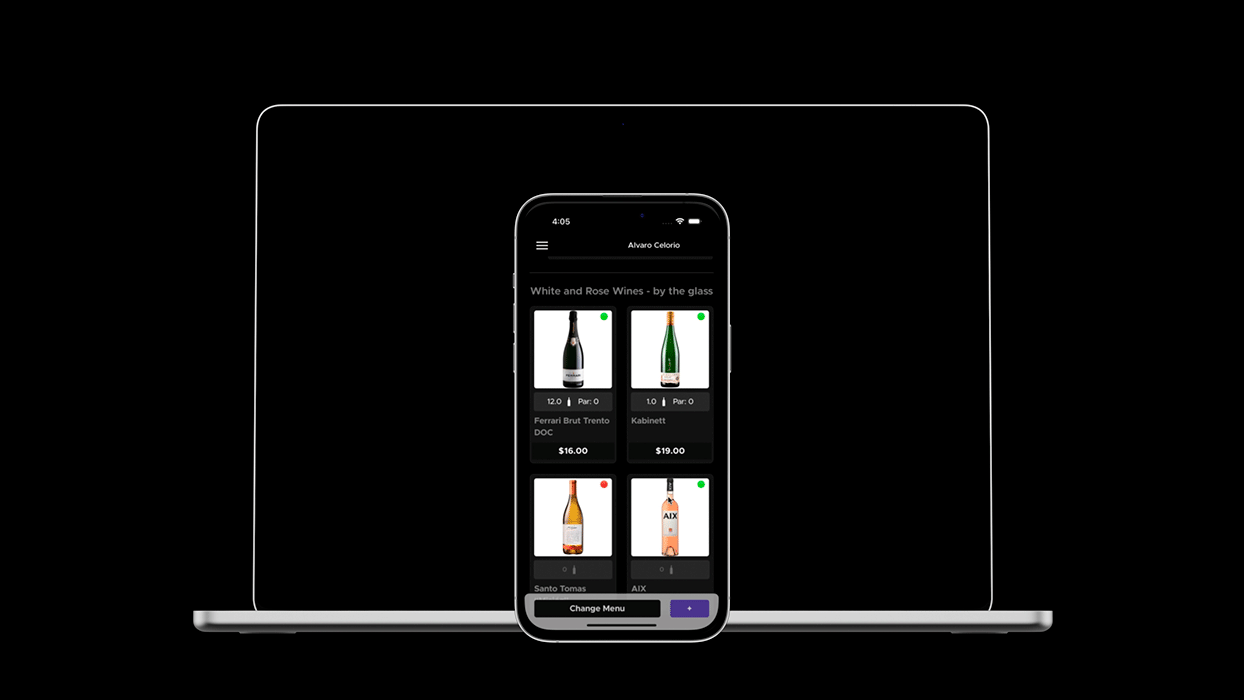 4:05
Alvaro Celorio
White and Rose Wines - by the glass
12.0 Par: 0
1.0 Par: 0
Ferrari Brut Trento
DOC
Kabinett
$16.00
$19.00
AIX
0
0
Santo Tomas
AIX
Change Menu
+